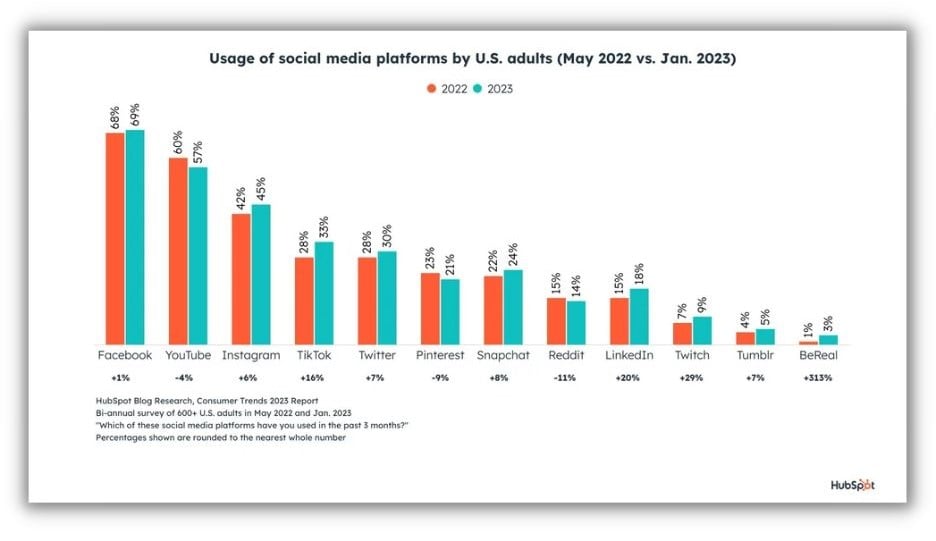 Usage of social media platforms by U.S. adults (May 2022 vs. Jan. 2023)
2022 2023
68% 69% 60% 57% 42% 45% 28% 33% 28% 30% 23% 21% 22% 24% 15% 14% 15% 18% 7% 9% 4% 5% 1% 3%
Facebook YouTube Instagram TikTok Twitter Pinterest Snapchat Reddit LinkedIn Twitch Tumblr BeReal
+1% -4% +6% +16% +7% -9% +8% -11% +20% +29% +7% +313%
HubSpot Blog Research, Consumer Trends 2023 Report
Bi-annual survey of 600+ U.S. adults in May 2022 and Jan. 2023
"Which of these social media platforms have you used in the past 3 months?"
Percentages shown are rounded to the nearest whole number
HubSpot